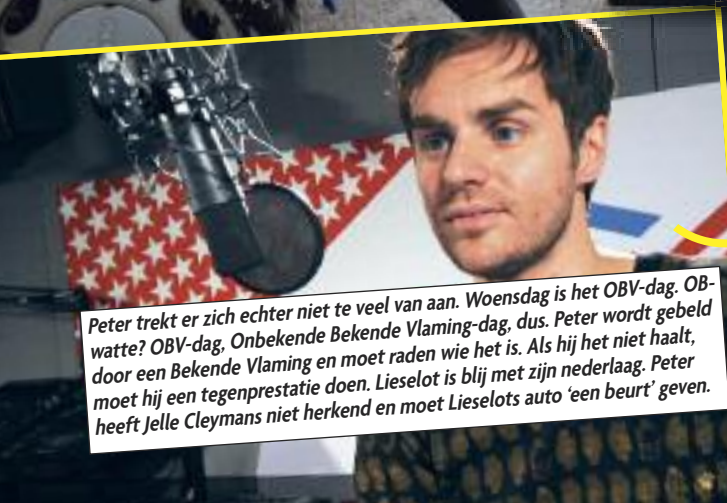 Peter trekt er zich echter niet te veel van aan. Woensdag is het OBV-dag. OB-
watte? OBV-dag, Onbekende Bekende Vlaming-dag, dus. Peter wordt gebeld
door een Bekende Vlaming en moet raden wie het is. Als hij het niet haalt,
moet hij een tegenprestatie doen. Lieselot is blij met zijn nederlaag. Peter
heeft Jelle Cleymans niet herkend en moet Lieselots auto ‘een beurt’ geven.